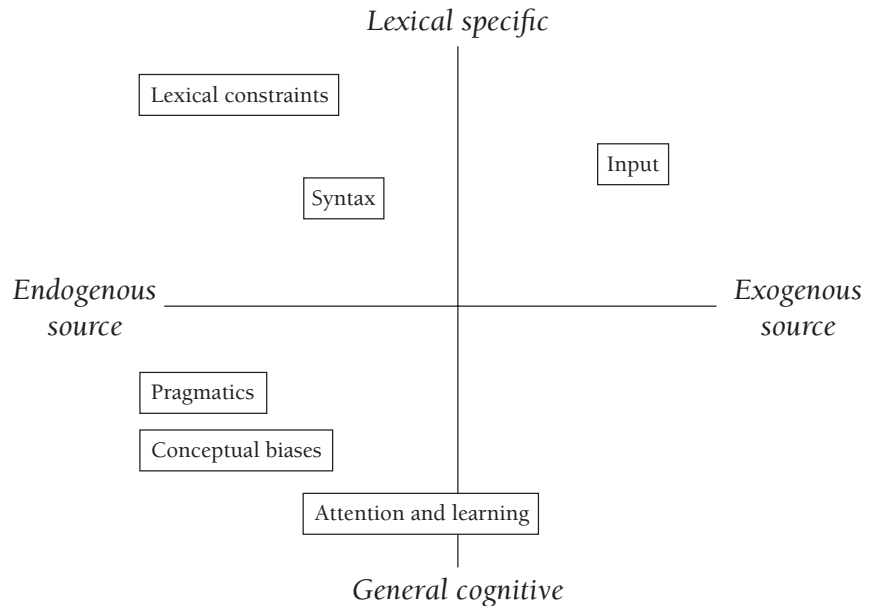 Lexical specific
Lexical constraints
Input
Syntax
Endogenous
source
Exogenous
source
Pragmatics
Conceptual biases
Attention and learning
General cognitive